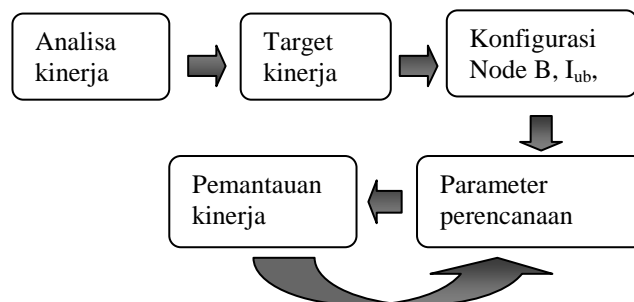 Analisa
kinerja
Target
kinerja
Konfigurasi
Node B, Iub,
Parameter
perencanaan
Pemantauan
kinerja